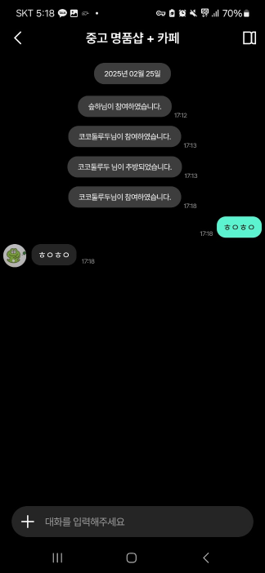 SKT 5:18
70%
중고 명품샵 + 카페
2025년 02월 25일
슢하님이 참여하였습니다.
17:12
코코둘루두님이 참여하였습니다.
17:13
코코둘루두 님이 추방되었습니다.
17:13
코코둘루두님이 참여하였습니다.
17:18
17:18
ㅎㅇㅎㅇ
ㅎㅇㅎㅇ
17:18
대화를 입력해주세요